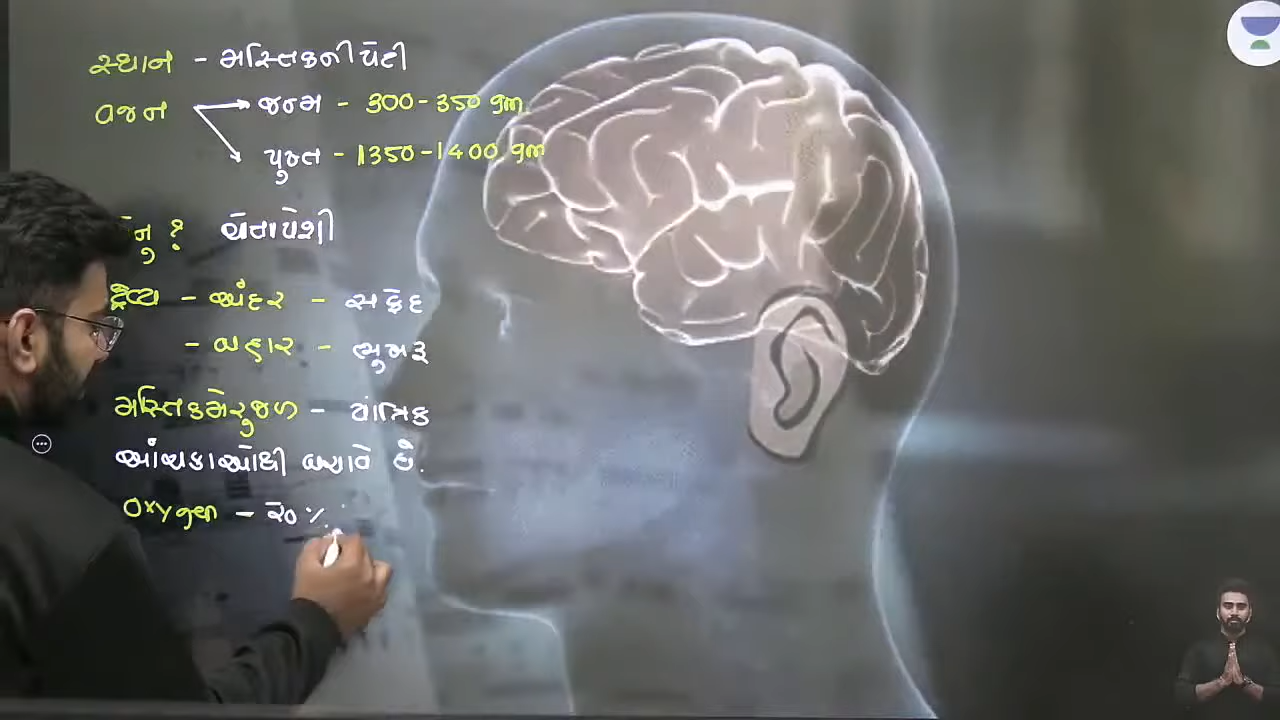 સ્થાન - મસ્તિકની પેટી
વજન → જન્મ - 300-350 gm
→ પુખ્ત - 1350-1400 gm
નુ ? ચેતાપેશી
દ્રવ્ય - અંદર - સફેદ
- બહાર - ભુખરૂ
મસ્તિકમેરુજળ - યાંત્રિક
આંચકાઓથી બચાવે છે.
Oxygen - ૨૦ %